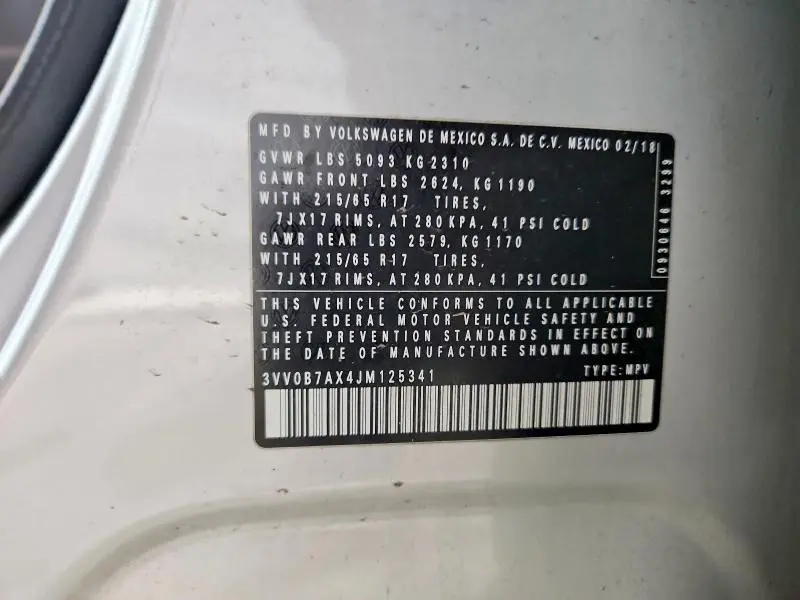 MFD BY VOLKSWAGEN DE MEXICO S.A. DE C.V. MEXICO 02/18
GVWR LBS 5093 KG 2310
GAWR FRONT LBS 2624, KG 1190
WITH 215/65 R17 TIRES,
7JX17 RIMS, AT 280 KPA, 41 PSI COLD
GAWR REAR LBS 2579, KG 1170
WITH 215/65 R17 TIRES,
7JX17 RIMS, AT 280 KPA, 41 PSI COLD
0930646 3299
THIS VEHICLE CONFORMS TO ALL APPLICABLE
U.S. FEDERAL MOTOR VEHICLE SAFETY AND
THEFT PREVENTION STANDARDS IN EFFECT ON
THE DATE OF MANUFACTURE SHOWN ABOVE.
3VV0B7AX4JM125341 TYPE: MPV